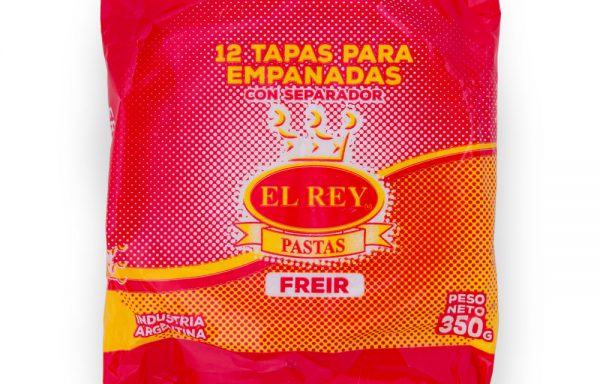 12 TAPAS PARA
EMPANADAS
CON SEPARADOR
EL REY
PASTAS
FREIR
INDUSTRIA
ARGENTINA
PESO
NETO
350G